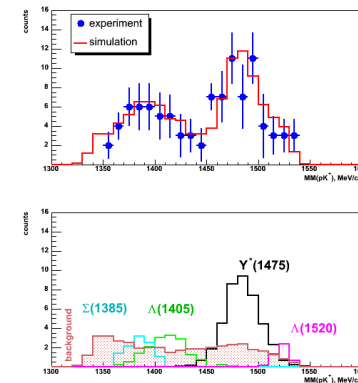 counts
experiment
simulation
16
14
12
10
8
6
4
2
1300 1350 1400 1450 1500 1550
MM(pK⁺), MeV/c
counts
16
14
12
10
8
6
4
2
Y*(1475)
Σ(1385) Λ(1405)
Λ(1520)
background
1300 1350 1400 1450 1500 1550
MM(pK⁺), MeV/c